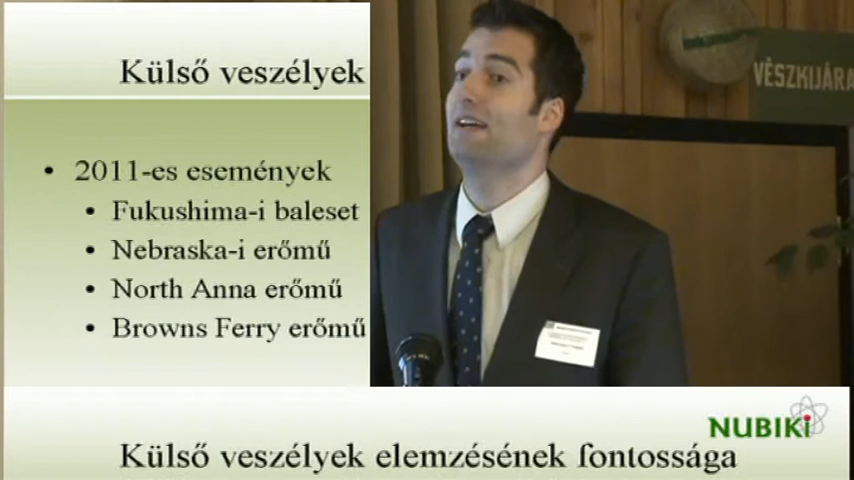 Külső veszélyek
VÈSZKIJÁRA
• 2011-es események
• Fukushima-i baleset
• Nebraska-i erőmű
• North Anna erőmű
• Browns Ferry erőmű
NUBIKi
Külső veszélyek elemzésének fontossága